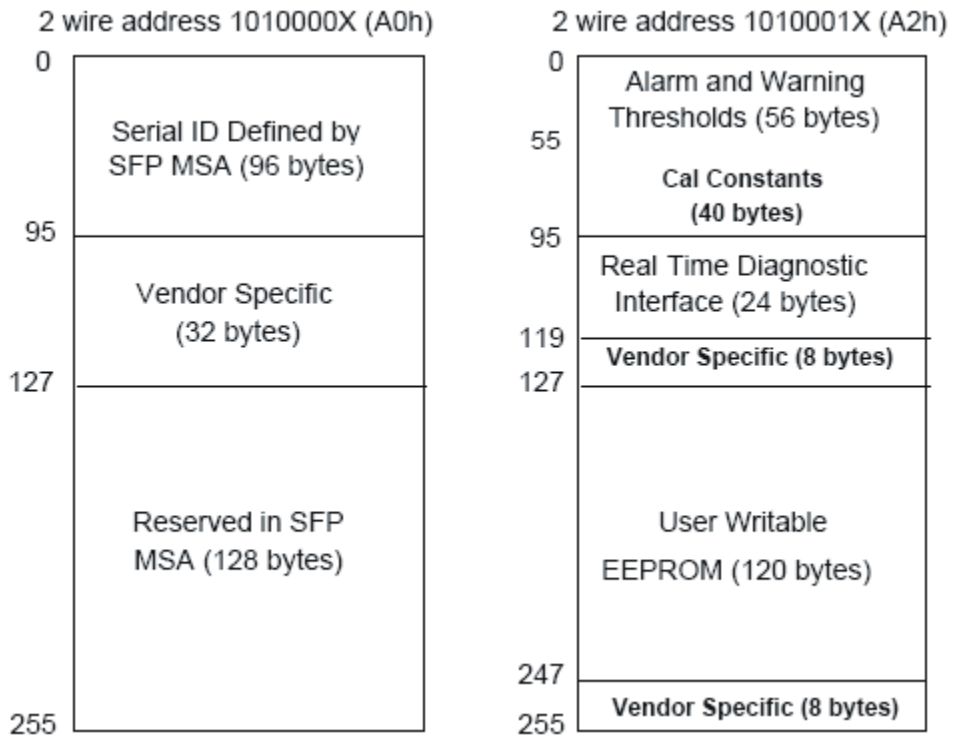 2 wire address 1010000X (A0h)
0
Serial ID Defined by
SFP MSA (96 bytes)
95
Vendor Specific
(32 bytes)
127
Reserved in SFP
MSA (128 bytes)
255
2 wire address 1010001X (A2h)
0
Alarm and Warning
Thresholds (56 bytes)
55
Cal Constants
(40 bytes)
95
Real Time Diagnostic
Interface (24 bytes)
119
Vendor Specific (8 bytes)
127
User Writable
EEPROM (120 bytes)
247
Vendor Specific (8 bytes)
255